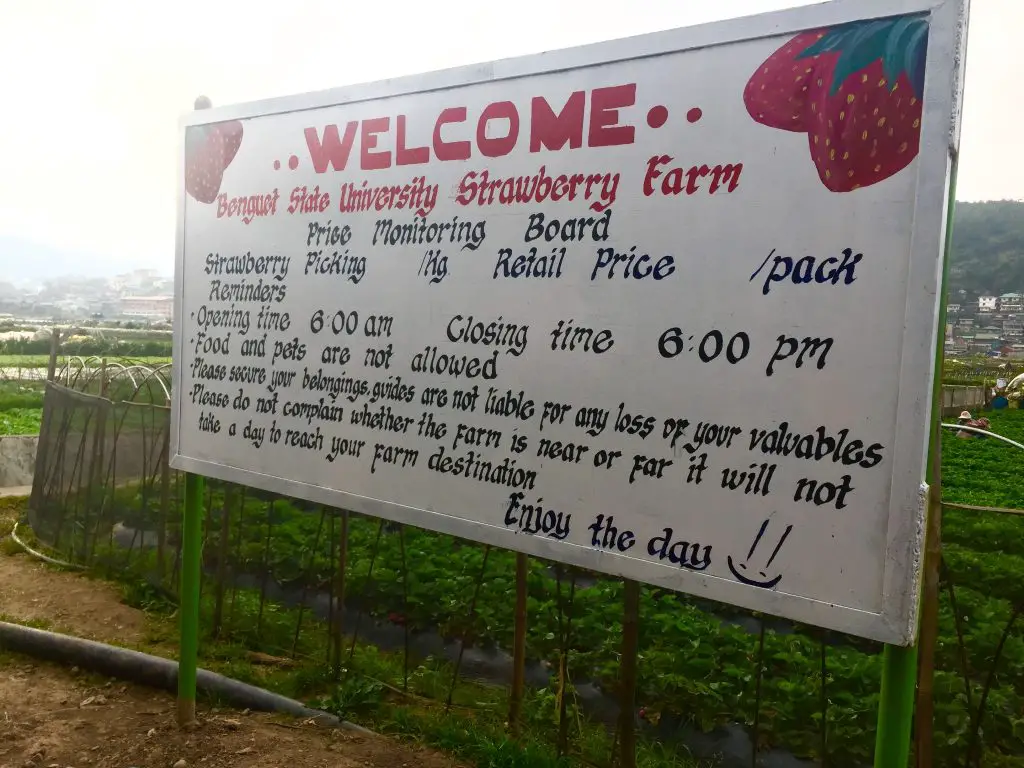 ..WELCOME..
Benguet State University Strawberry Farm
Price Monitoring Board
Strawberry Picking /Kg. Retail Price /pack
Reminders
·Opening time 6:00 am Closing time 6:00 pm
·Food and pets are not allowed
·Please secure your belongings, guides are not liable for any loss of your valuables
·Please do not complain whether the farm is near or far it will not
take a day to reach your farm destination
Enjoy the day !!